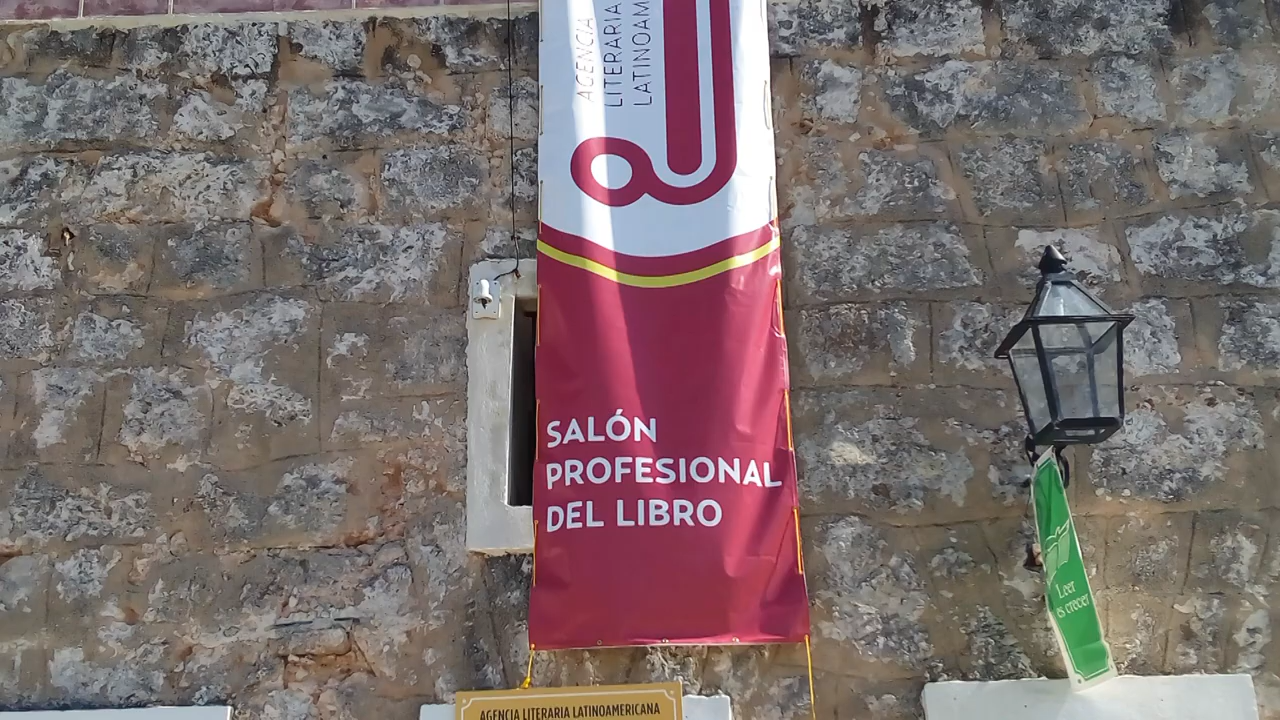 AGENCIA
LITERARIA
LATINOAM
SALÓN
PROFESIONAL
DEL LIBRO
Leer
es crecer
AGENCIA LITERARIA LATINOAMERICANA